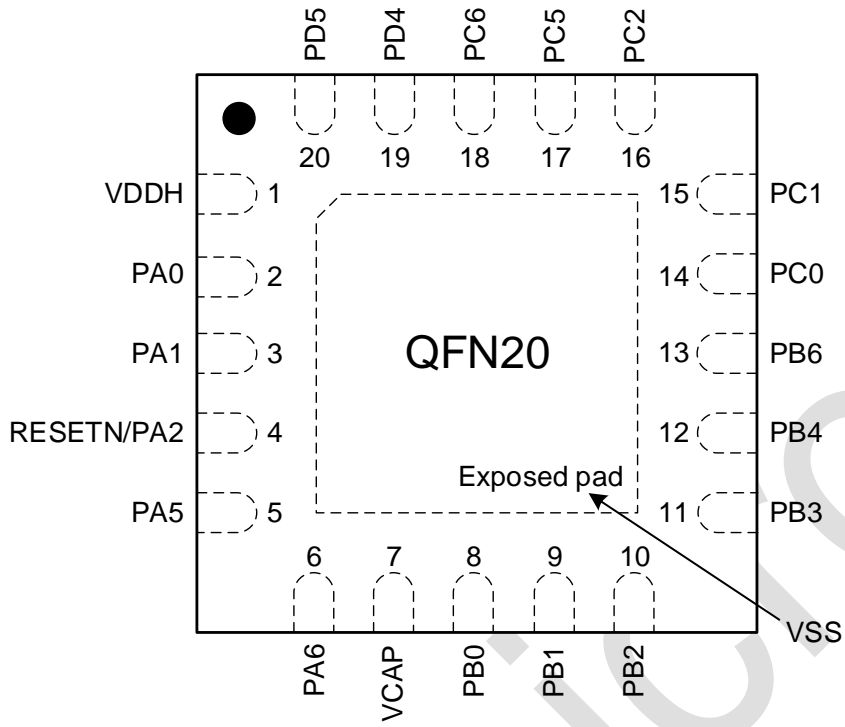 PD5 PD4 PC6 PC5 PC2
20 19 18 17 16
VDDH 1 15 PC1
PA0 2 14 PC0
PA1 3 QFN20 13 PB6
RESETN/PA2 4 12 PB4
Exposed pad
PA5 5 11 PB3
6 7 8 9 10
VSS
PA6 VCAP PB0 PB1 PB2